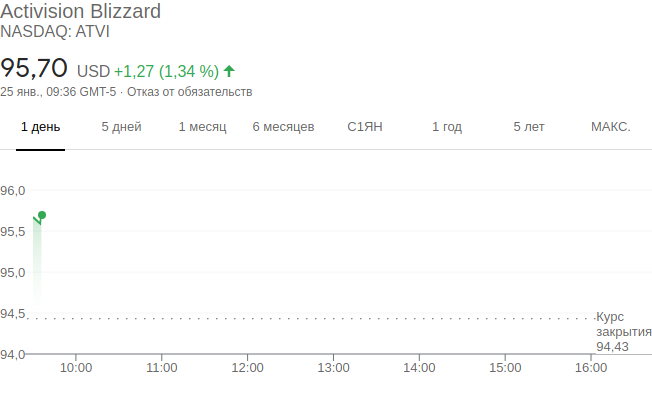 Activision Blizzard
NASDAQ: ATVI
95,70 USD +1,27 (1,34 %)
25 янв., 09:36 GMT-5 · Отказ от обязательств
1 день 5 дней 1 месяц 6 месяцев С1ЯН 1 год 5 лет МАКС.
96,0
95,5
95,0
94,5
Курс
закрытия
94,43
94,0
10:00 11:00 12:00 13:00 14:00 15:00 16:00